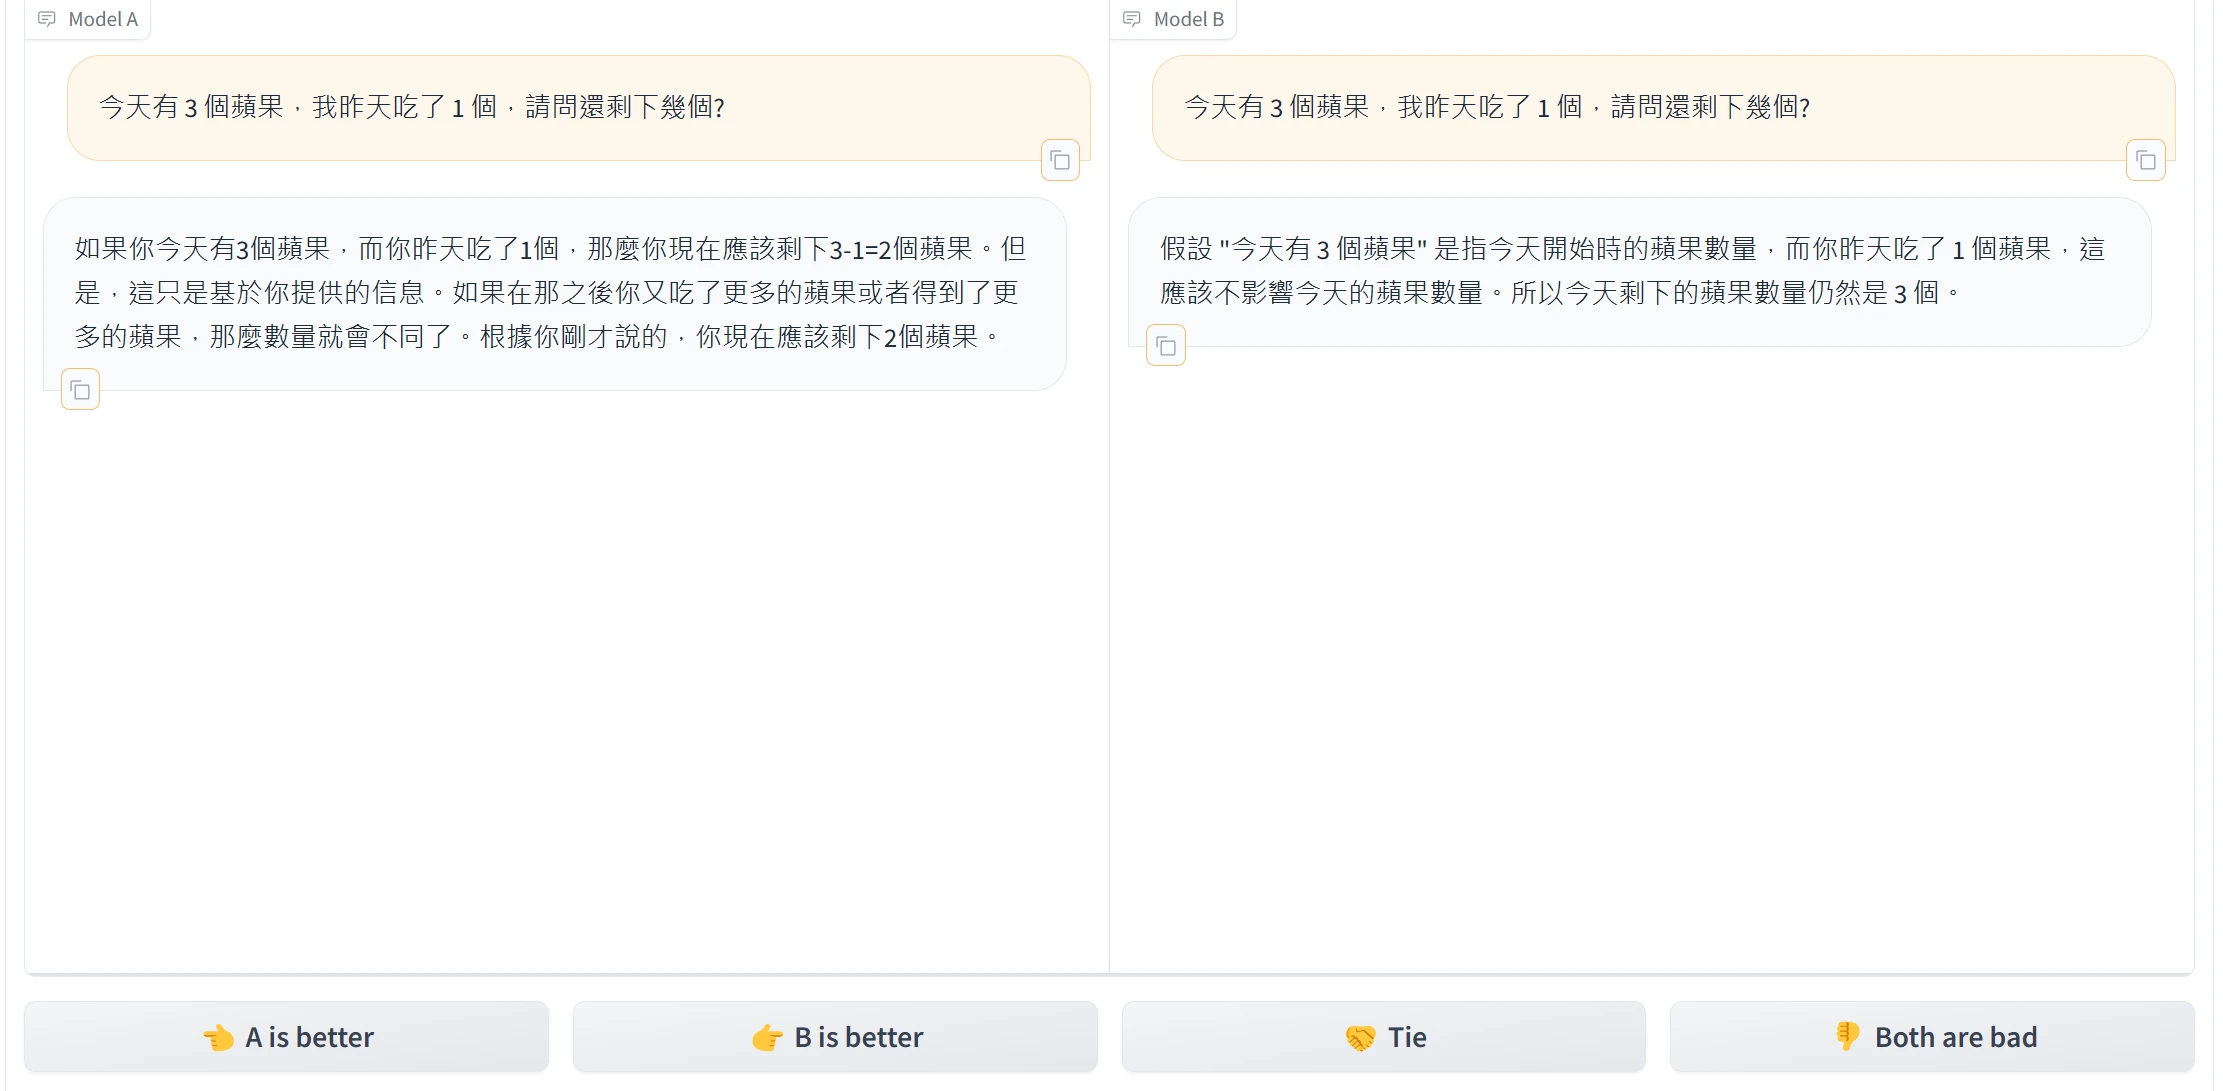 Model A
今天有 3 個蘋果，我昨天吃了 1 個，請問還剩下幾個?
如果你今天有3個蘋果，而你昨天吃了1個，那麼你現在應該剩下3-1=2個蘋果。但
是，這只是基於你提供的信息。如果在那之後你又吃了更多的蘋果或者得到了更
多的蘋果，那麼數量就會不同了。根據你剛才說的，你現在應該剩下2個蘋果。
Model B
今天有 3 個蘋果，我昨天吃了 1 個，請問還剩下幾個?
假設 "今天有 3 個蘋果" 是指今天開始時的蘋果數量，而你昨天吃了 1 個蘋果，這
應該不影響今天的蘋果數量。所以今天剩下的蘋果數量仍然是 3 個。
👈 A is better
👉 B is better
🤝 Tie
👎 Both are bad